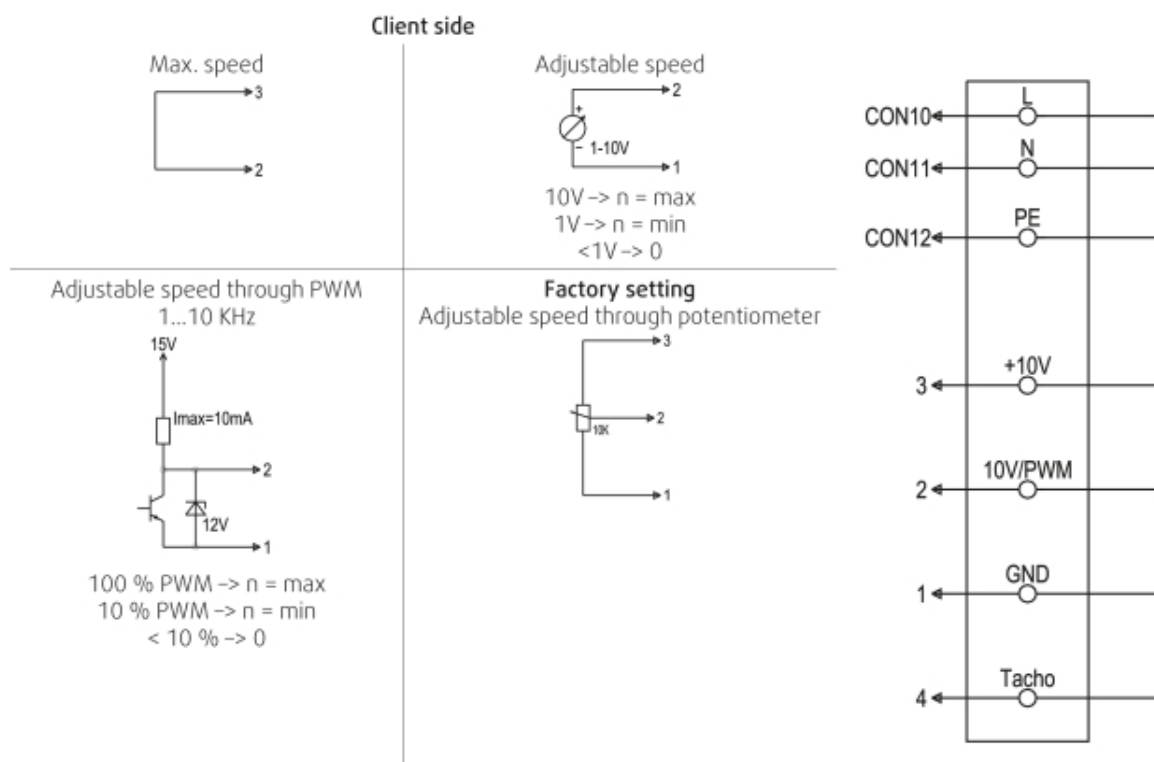 Client side
Max. speed
3
2
Adjustable speed
2
+
− 1-10V
1
10V –> n = max
1V –> n = min
<1V –> 0
Adjustable speed through PWM
1...10 KHz
15V
Imax=10mA
2
12V
1
100 % PWM –> n = max
10 % PWM –> n = min
< 10 % –> 0
Factory setting
Adjustable speed through potentiometer
3
2
10K
1
L
CON10
N
CON11
PE
CON12
+10V
3
10V/PWM
2
GND
1
Tacho
4